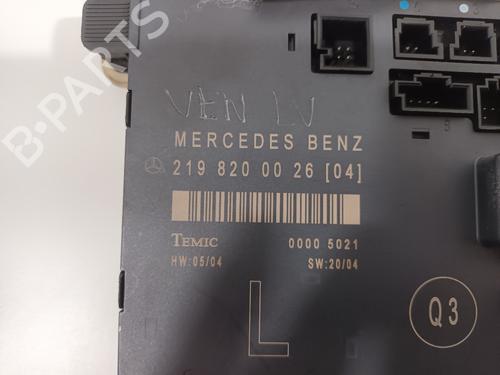 B-PARTS
VEN LV
MERCEDES BENZ
219 820 00 26 [04]
TEMIC 0000 5021
HW:05/04 SW:20/04
L
Q3